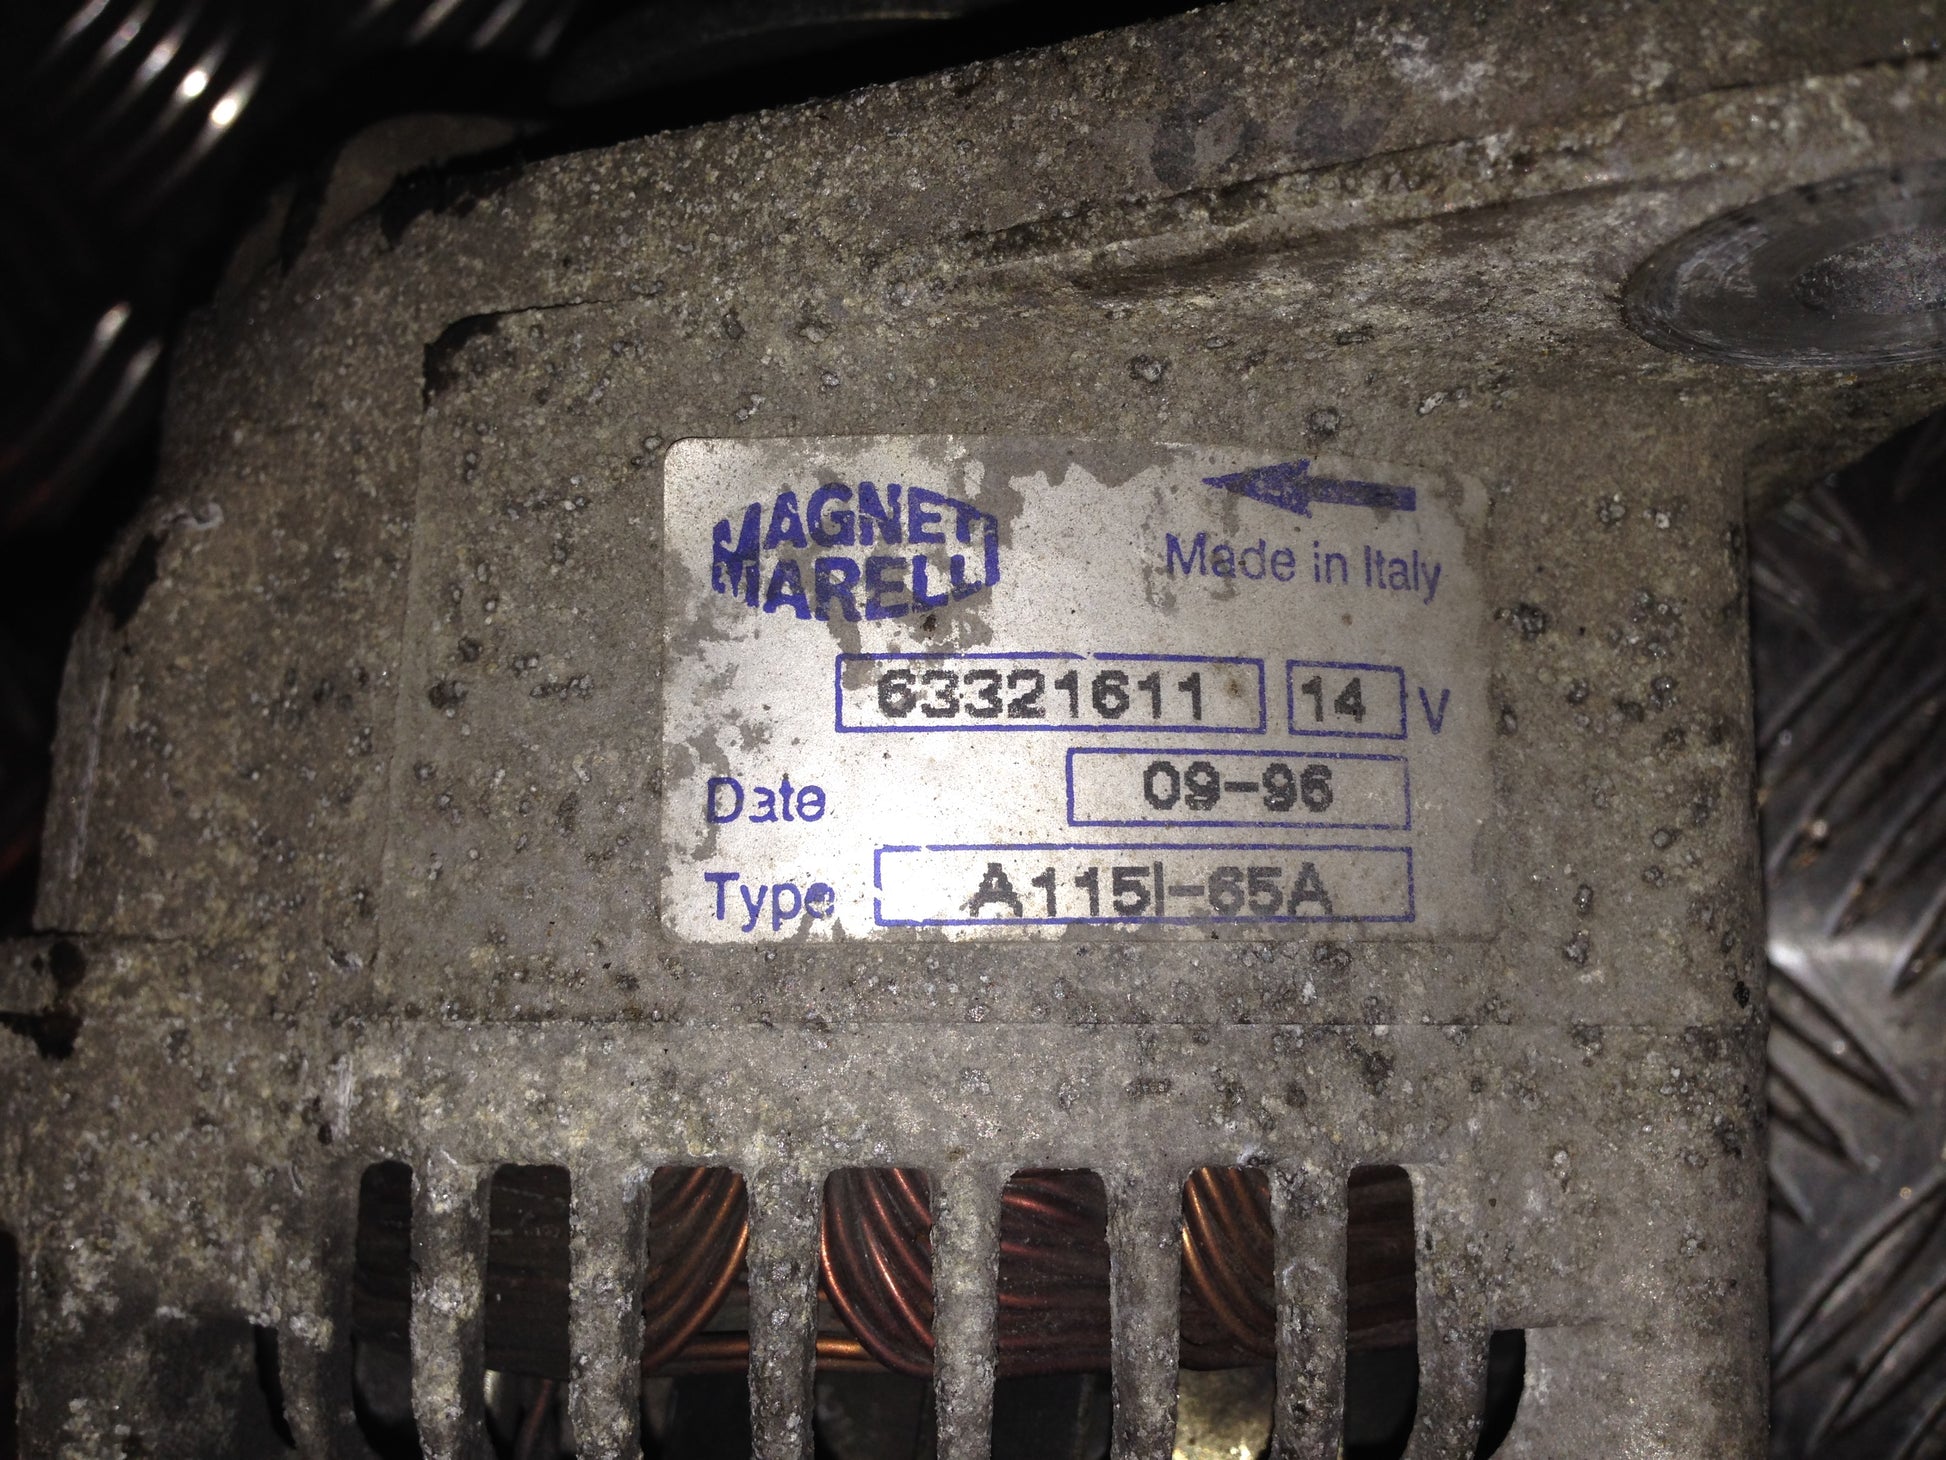 MAGNETI
MARELLI
Made in Italy
63321611 14 V
Date 09-96
Type A115I-65A